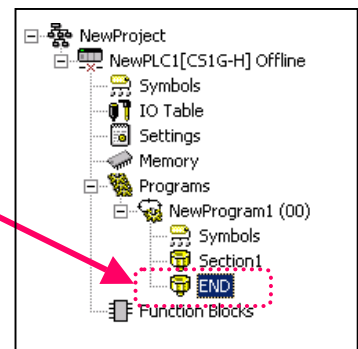 NewProject
NewPLC1[CS1G-H] Offline
Symbols
IO Table
Settings
Memory
Programs
NewProgram1 (00)
Symbols
Section1
END
Function Blocks